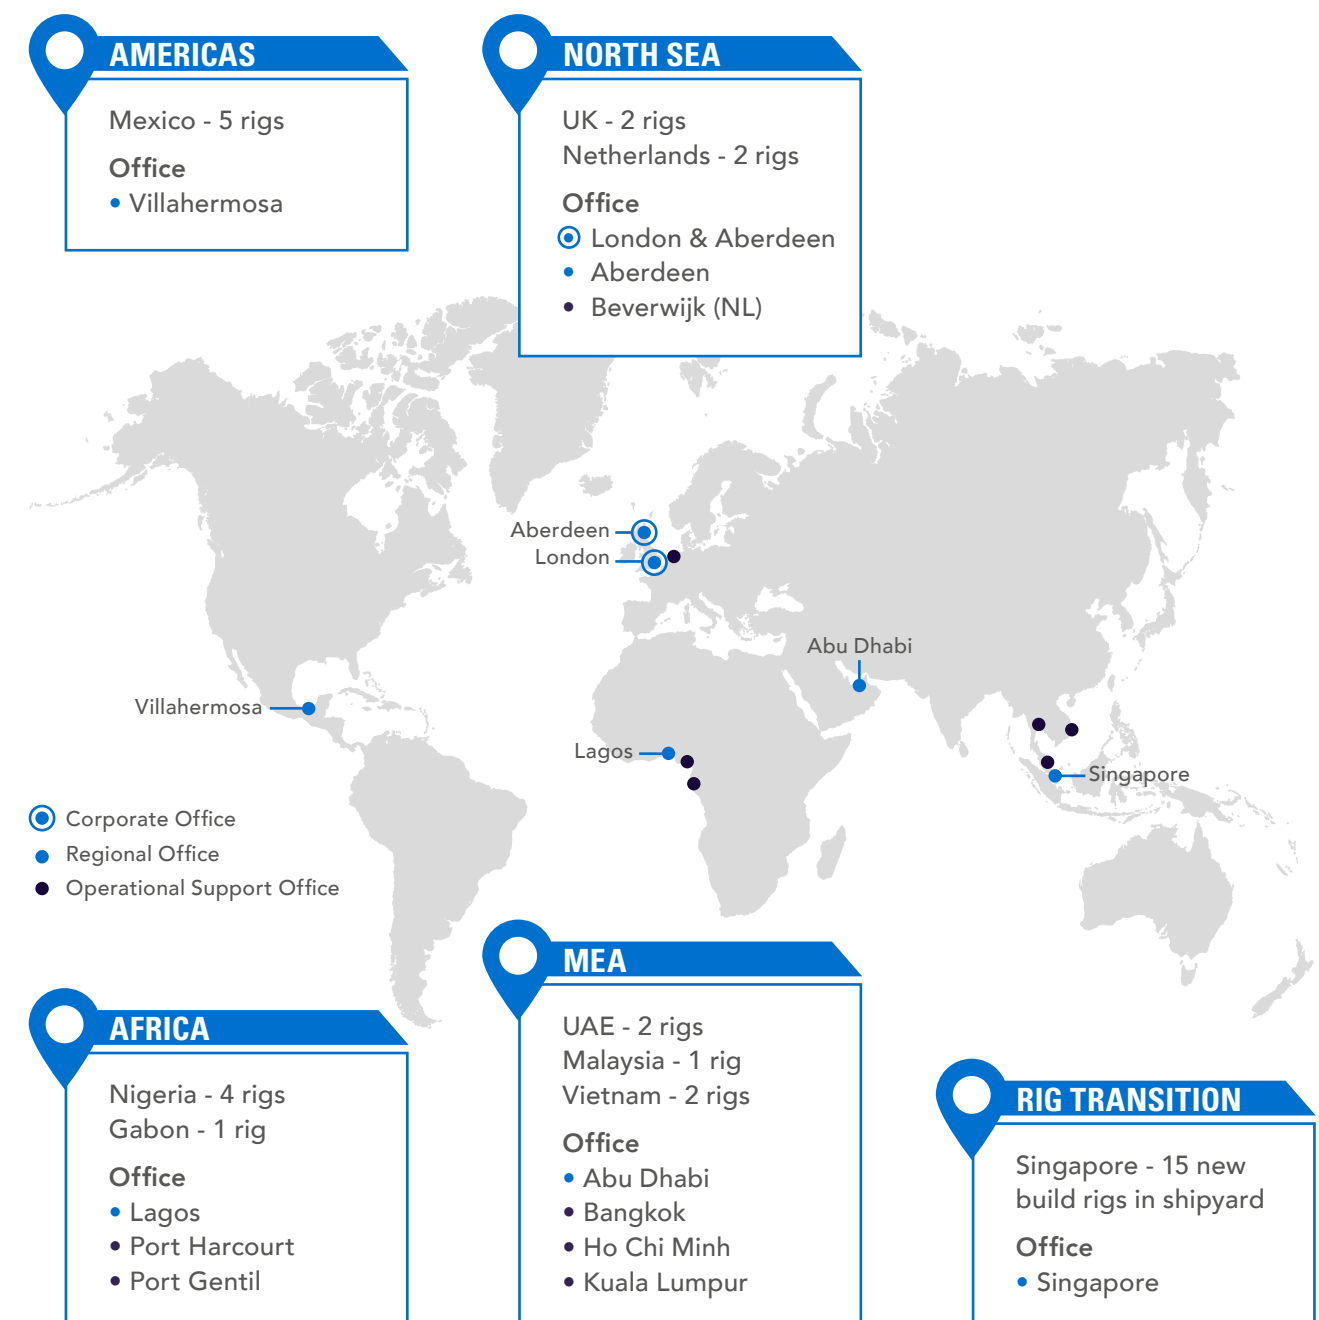 AMERICAS
Mexico - 5 rigs
Office
• Villahermosa
NORTH SEA
UK - 2 rigs
Netherlands - 2 rigs
Office
London & Aberdeen
• Aberdeen
• Beverwijk (NL)
Aberdeen
London
Abu Dhabi
Villahermosa
Lagos
Singapore
Corporate Office
Regional Office
Operational Support Office
AFRICA
Nigeria - 4 rigs
Gabon - 1 rig
Office
• Lagos
• Port Harcourt
• Port Gentil
MEA
UAE - 2 rigs
Malaysia - 1 rig
Vietnam - 2 rigs
Office
• Abu Dhabi
• Bangkok
• Ho Chi Minh
• Kuala Lumpur
RIG TRANSITION
Singapore - 15 new
build rigs in shipyard
Office
• Singapore